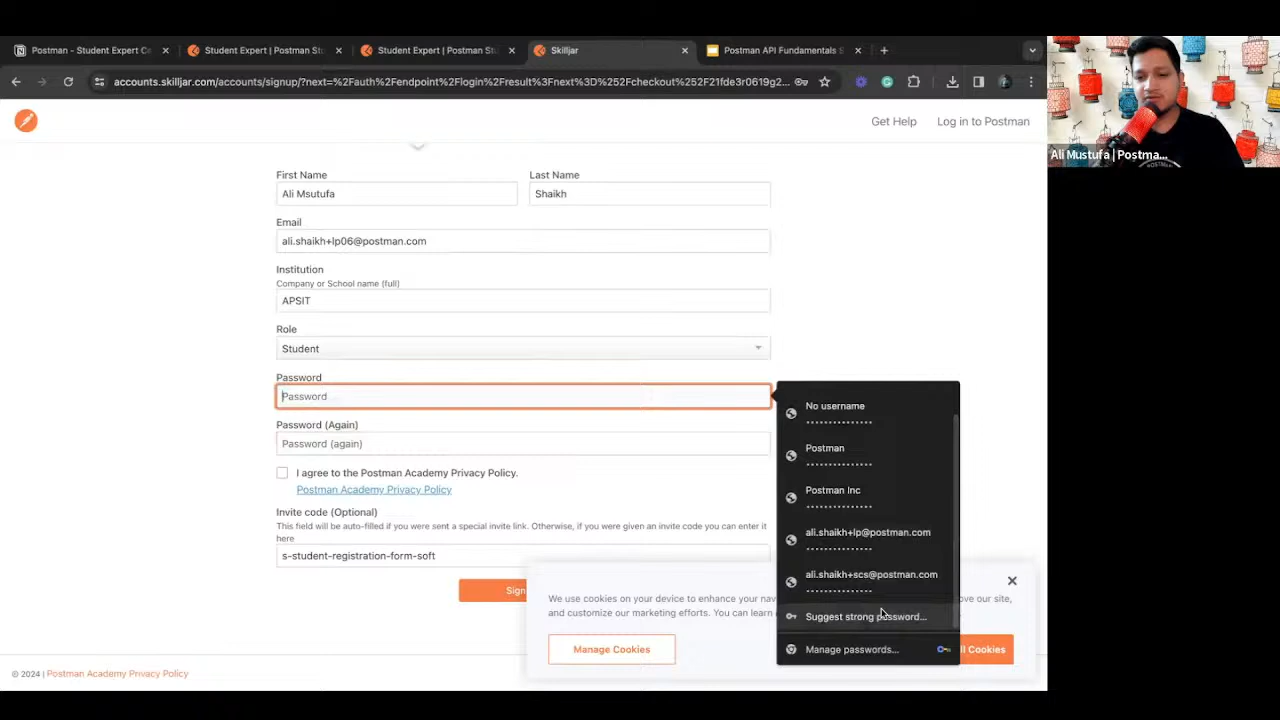 Postman - Student Expert Ce
Student Expert | Postman Stu
Student Expert | Postman Stu
Skilljar
Postman API Fundamentals S
accounts.skilljar.com/accounts/signup/?next=%2Fauth%2Fendpoint%2Flogin%2Fresult%3Fnext%3D%252Fcheckout%252F21fde3r0619g2...
Ali Mustufa | Postma...
Get Help
Log in to Postman
First Name
Last Name
Ali Msutufa
Shaikh
Email
ali.shaikh+lp06@postman.com
Institution
Company or School name (full)
APSIT
Role
Student
Password
Password
Password (Again)
Password (again)
I agree to the Postman Academy Privacy Policy.
Postman Academy Privacy Policy
Invite code (Optional)
This field will be auto-filled if you were sent a special invite link. Otherwise, if you were given an invite code you can enter it
here
s-student-registration-form-soft
Sign
No username
Postman
Postman Inc
ali.shaikh+lp@postman.com
ali.shaikh+scs@postman.com
Suggest strong password...
Manage passwords...
We use cookies on your device to enhance your nav
ove our site,
and customize our marketing efforts. You can learn
Manage Cookies
ll Cookies
© 2024 | Postman Academy Privacy Policy